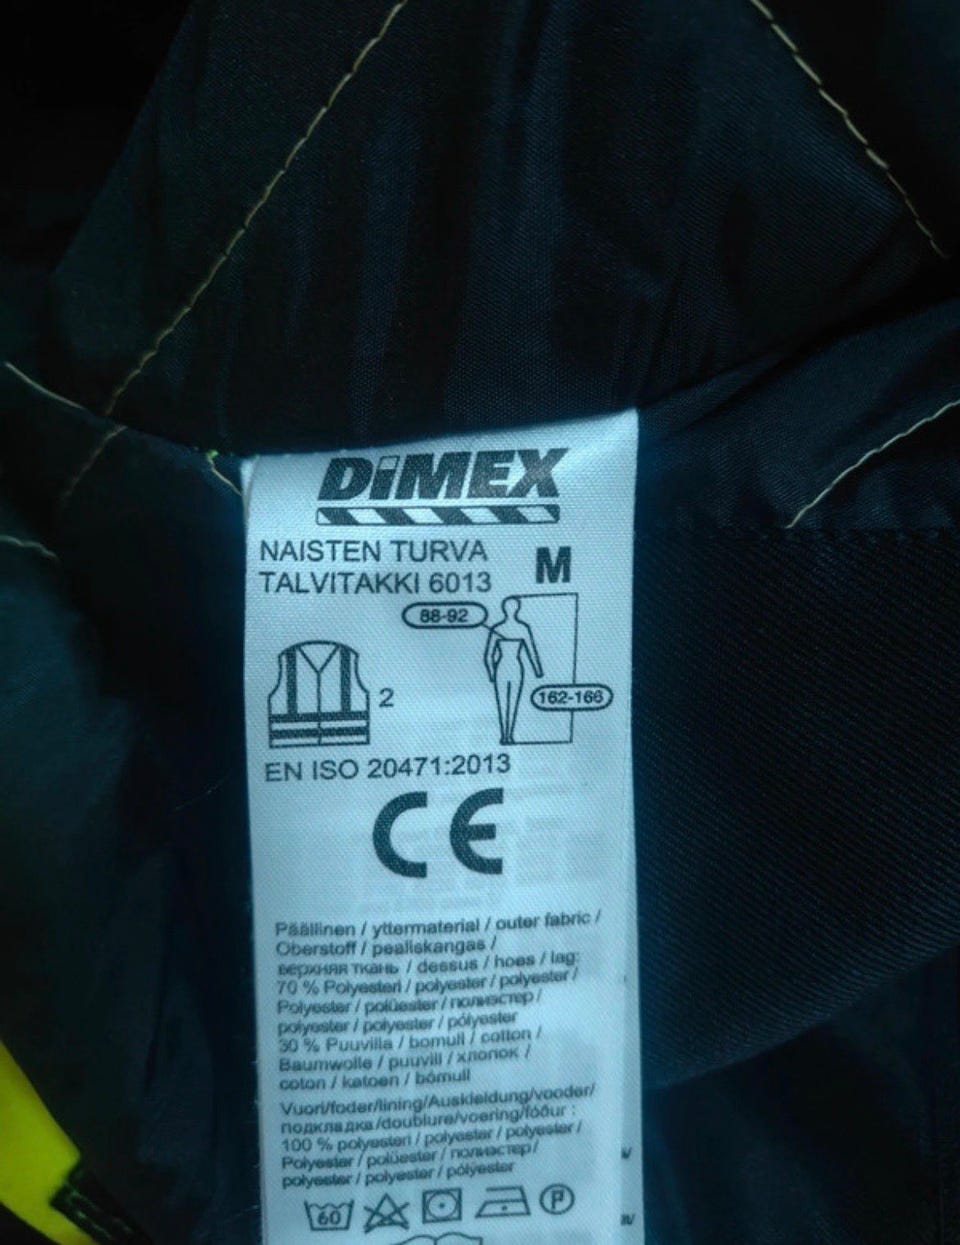 DiMEX
NAISTEN TURVA
TALVITAKKI 6013
M
88-92
2
162-166
EN ISO 20471:2013
CE
Päällinen / yttermaterial / outer fabric /
Oberstoff / pealiskangas /
верхняя ткань / dessus / hoes / lag:
70 % Polyesteri / polyester / polyester /
Polyester / polüester / полиэстер /
polyester / polyester / pólyester
30 % Puuvilla / bomull / cotton /
Baumwolle / puuvill / хлопок /
coton / katoen / bómull
Vuori/foder/lining/Auskleidung/vooder/
подкладка/doublure/voering/fóður :
100 % polyesteri / polyester / polyester /
Polyester / polüester / полиэстер /
polyester / polyester / pólyester
60
P